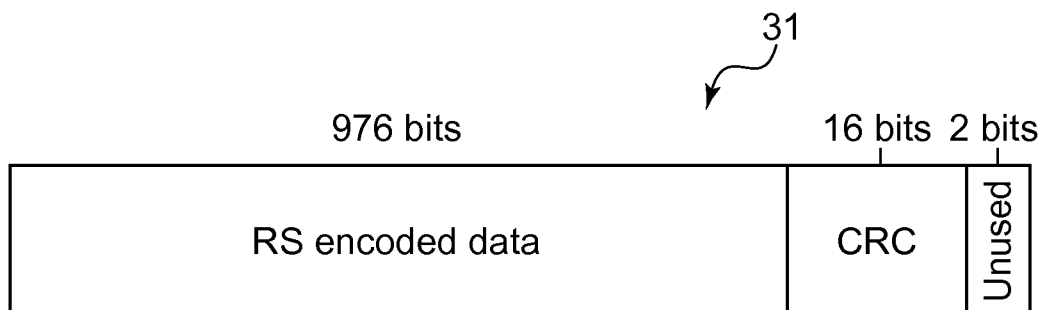 31
976 bits
16 bits
2 bits
RS encoded data
CRC
Unused